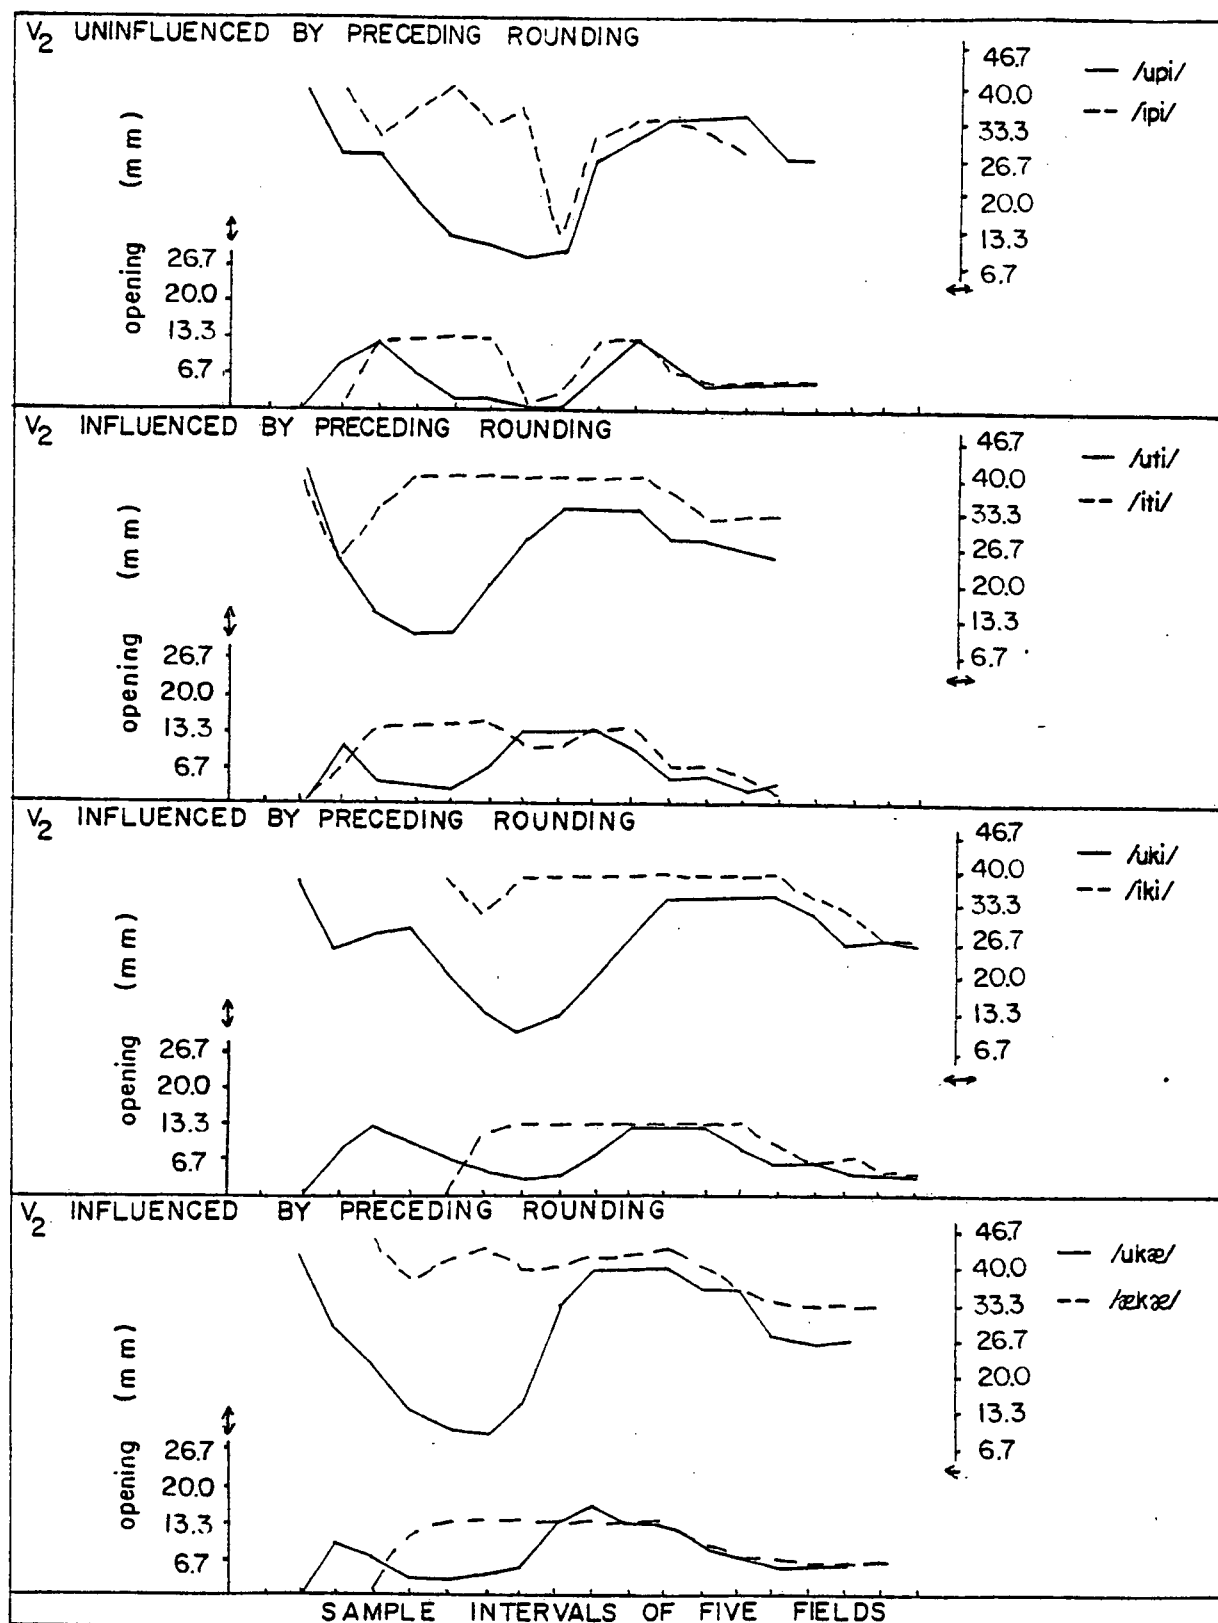 V2 UNINFLUENCED BY PRECEDING ROUNDING
46.7
40.0
33.3
26.7
20.0
13.3
6.7
— /upi/
-- /ipi/
opening (mm)
26.7
20.0
13.3
6.7
V2 INFLUENCED BY PRECEDING ROUNDING
46.7
40.0
33.3
26.7
20.0
13.3
6.7
— /uti/
-- /iti/
opening (mm)
26.7
20.0
13.3
6.7
V2 INFLUENCED BY PRECEDING ROUNDING
46.7
40.0
33.3
26.7
20.0
13.3
6.7
— /uki/
-- /iki/
opening (mm)
26.7
20.0
13.3
6.7
V2 INFLUENCED BY PRECEDING ROUNDING
46.7
40.0
33.3
26.7
20.0
13.3
6.7
— /ukæ/
-- /ækæ/
opening (mm)
26.7
20.0
13.3
6.7
SAMPLE INTERVALS OF FIVE FIELDS